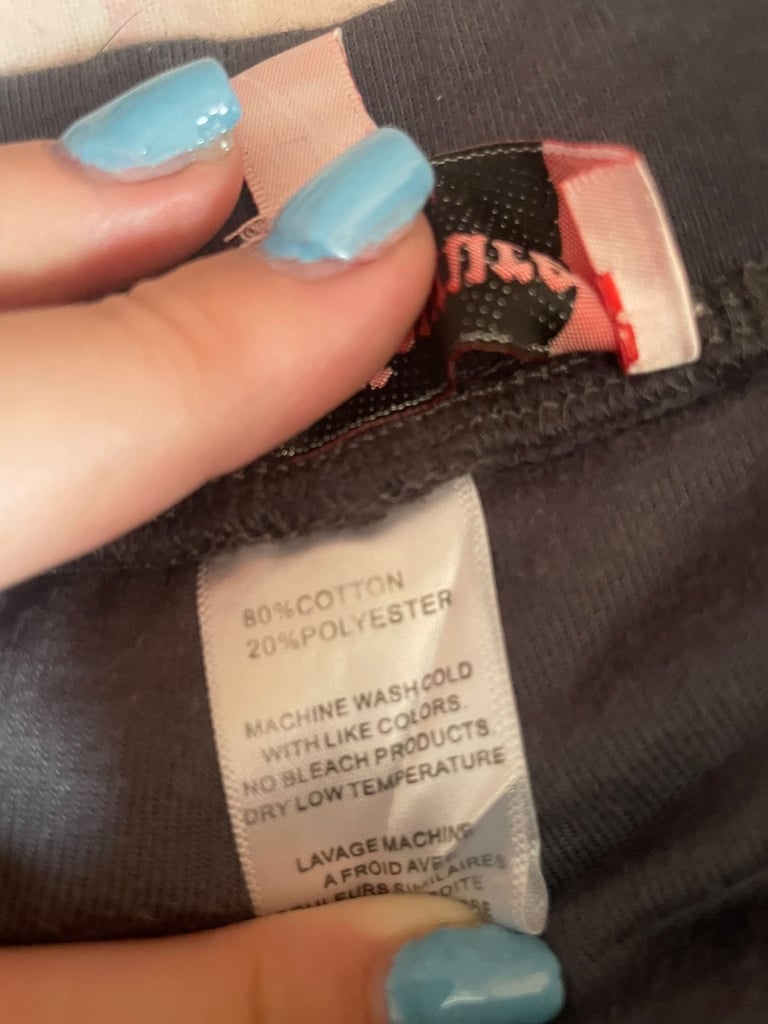 80%COTTON
20%POLYESTER
MACHINE WASH COLD
WITH LIKE COLORS.
NO BLEACH PRODUCTS.
DRY LOW TEMPERATURE
LAVAGE MACHINE
A FROID AVEC
SIMILAIRES